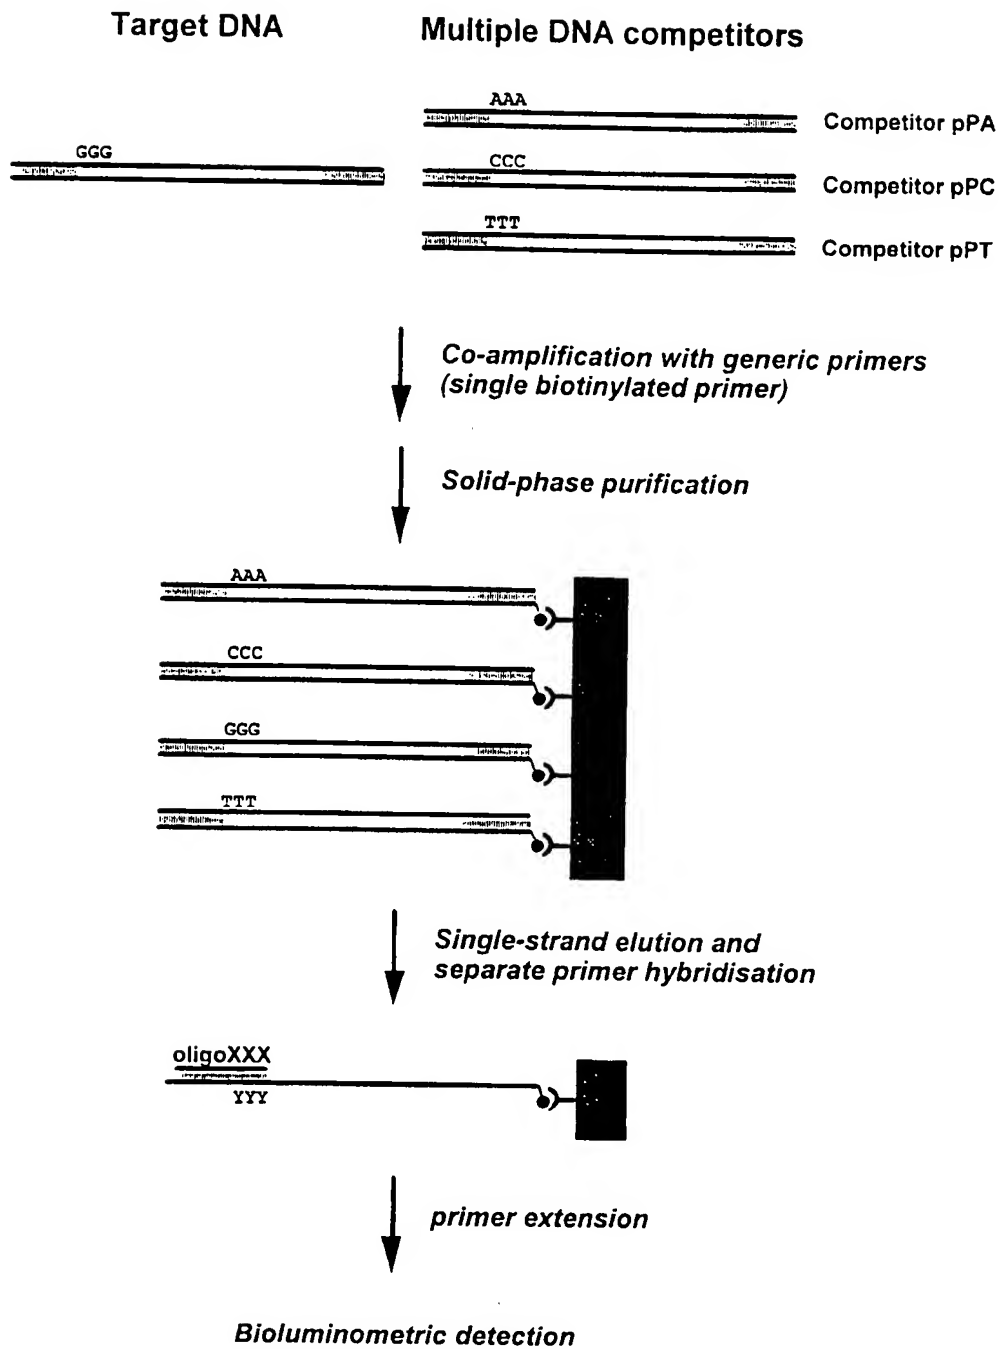 Target DNA
Multiple DNA competitors
AAA
Competitor pPA
GGG
CCC
Competitor pPC
TTT
Competitor pPT
Co-amplification with generic primers
(single biotinylated primer)
Solid-phase purification
AAA
CCC
GGG
TTT
Single-strand elution and
separate primer hybridisation
oligoXXX
YYY
primer extension
Bioluminometric detection